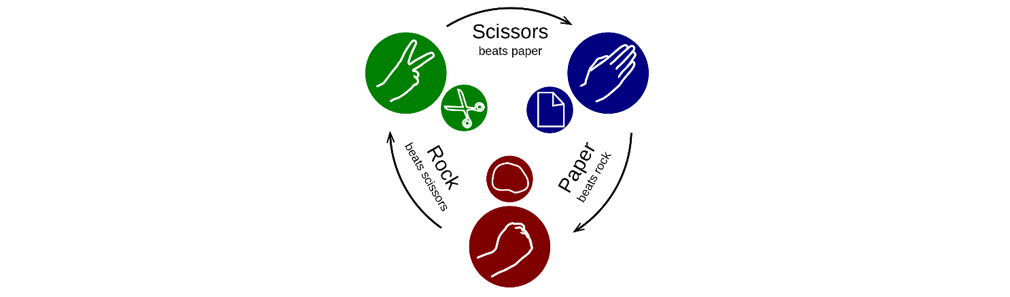 Scissors
beats paper
Rock
beats scissors
Paper
beats rock